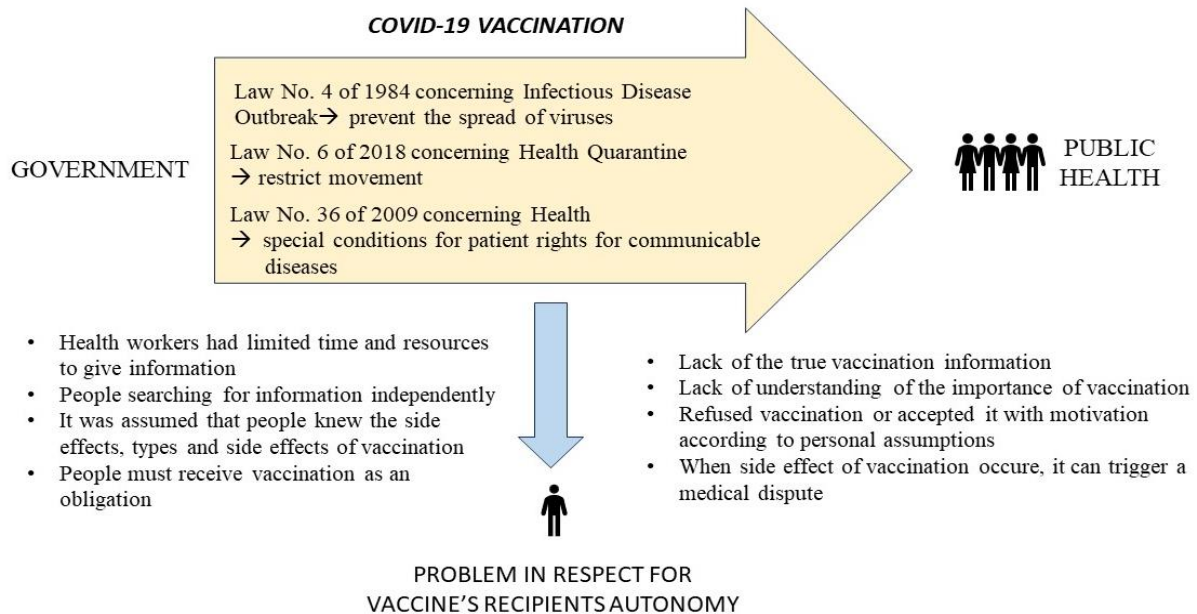 COVID-19 VACCINATION
Law No. 4 of 1984 concerning Infectious Disease
Outbreak→ prevent the spread of viruses
Law No. 6 of 2018 concerning Health Quarantine
→ restrict movement
Law No. 36 of 2009 concerning Health
→ special conditions for patient rights for communicable
diseases
GOVERNMENT
PUBLIC
HEALTH
• Health workers had limited time and resources
to give information
• People searching for information independently
• It was assumed that people knew the side
effects, types and side effects of vaccination
• People must receive vaccination as an
obligation
• Lack of the true vaccination information
• Lack of understanding of the importance of vaccination
• Refused vaccination or accepted it with motivation
according to personal assumptions
• When side effect of vaccination occure, it can trigger a
medical dispute
PROBLEM IN RESPECT FOR
VACCINE'S RECIPIENTS AUTONOMY